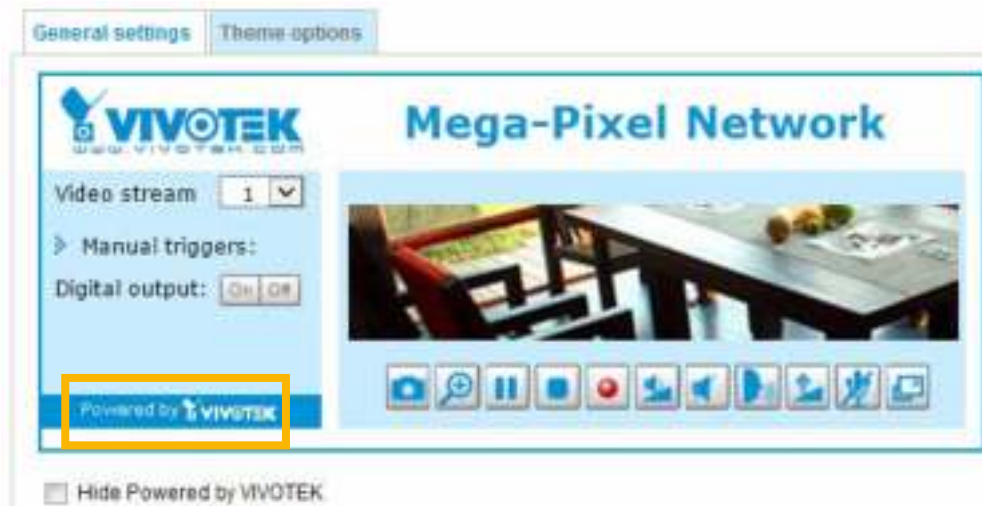 General settings Theme options
VIVOTEK Mega-Pixel Network
www.vivotek.com
Video stream 1
Manual triggers:
Digital output: On Off
Powered by VIVOTEK
Hide Powered by VIVOTEK